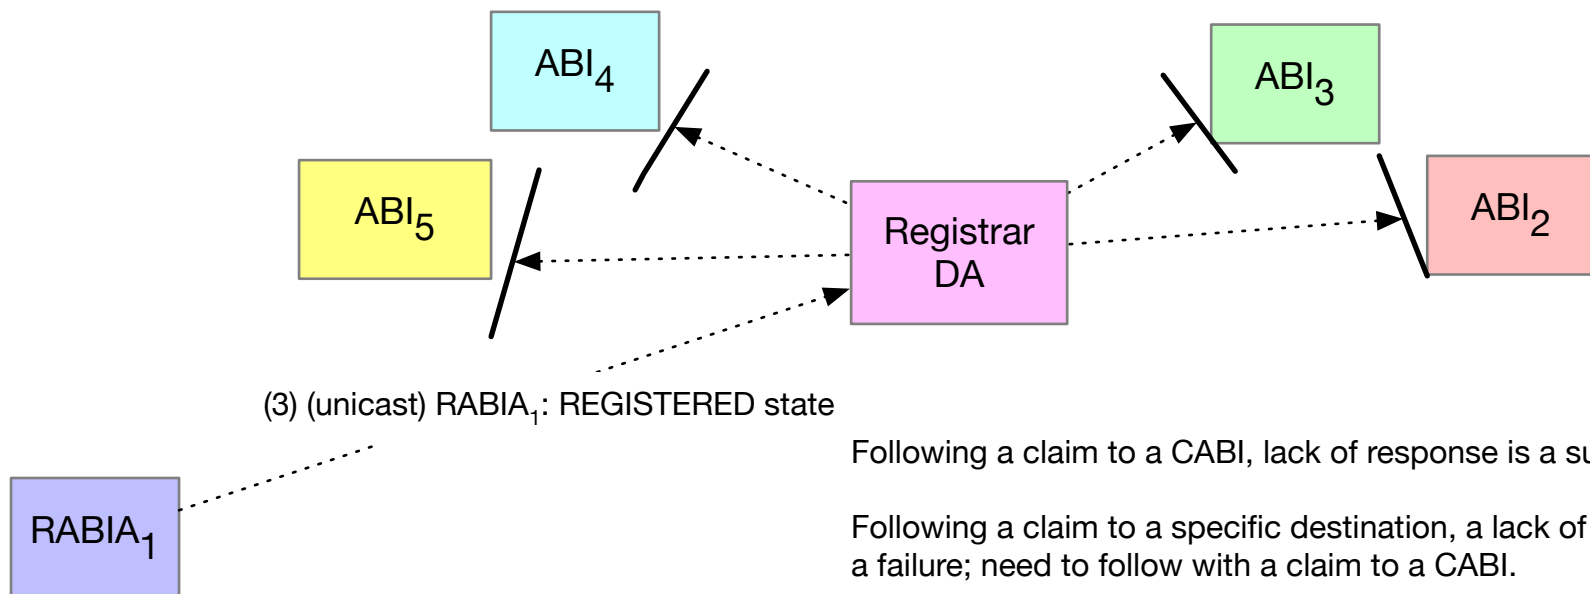 ABI4
ABI3
ABI5
ABI2
Registrar
DA
(3) (unicast) RABIA1: REGISTERED state
Following a claim to a CABI, lack of response is a
RABIA1
Following a claim to a specific destination, a lack of
a failure; need to follow with a claim to a CABI.